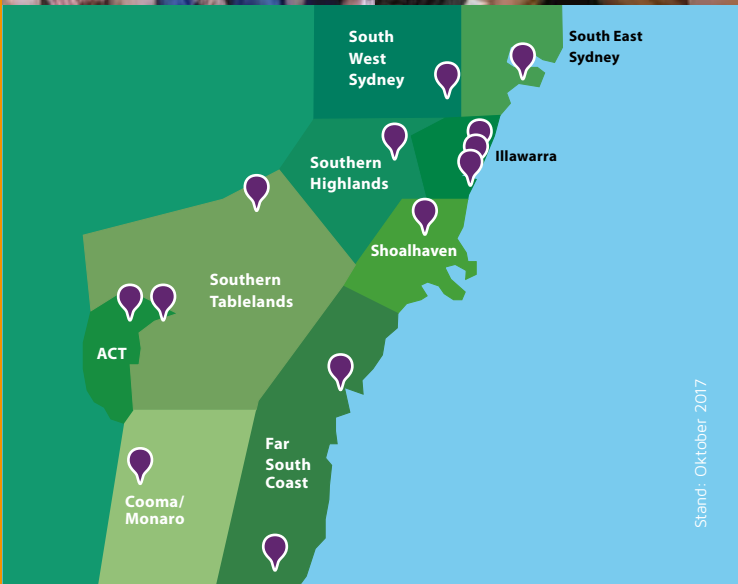 South
West
Sydney
South East
Sydney
Southern
Highlands
Illawarra
Shoalhaven
Southern
Tablelands
ACT
Far
South
Coast
Cooma/
Monaro
Stand: Oktober 2017